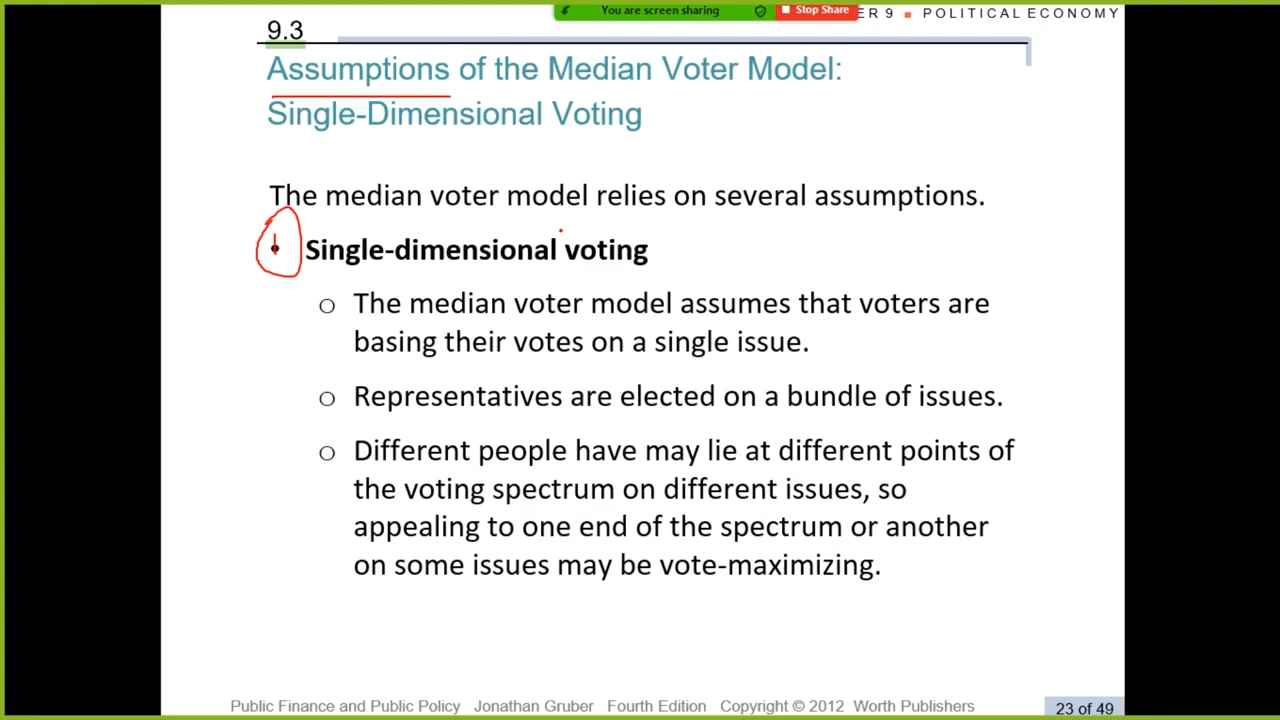 You are screen sharing
Stop Share
ER 9 ▪ POLITICAL ECONOMY
9.3
Assumptions of the Median Voter Model:
Single-Dimensional Voting
The median voter model relies on several assumptions.
• Single-dimensional voting
○ The median voter model assumes that voters are
basing their votes on a single issue.
○ Representatives are elected on a bundle of issues.
○ Different people have may lie at different points of
the voting spectrum on different issues, so
appealing to one end of the spectrum or another
on some issues may be vote-maximizing.
Public Finance and Public Policy Jonathan Gruber Fourth Edition Copyright © 2012 Worth Publishers
23 of 49